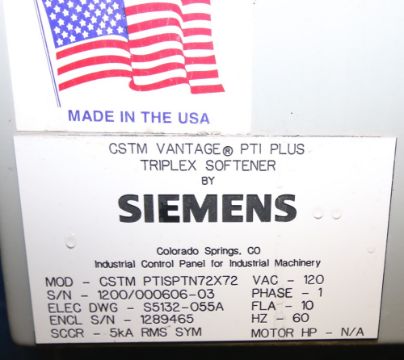 MADE IN THE USA
CSTM VANTAGE® PTI PLUS
TRIPLEX SOFTENER
BY
SIEMENS
Colorado Springs, CO
Industrial Control Panel for Industrial Machinery
MOD - CSTM PTISPTN72X72 VAC - 120
S/N - 1200/000606-03 PHASE - 1
ELEC DWG - S5132-055A FLA - 10
ENCL S/N - 1289465 HZ - 60
SCCR - 5kA RMS SYM MOTOR HP - N/A